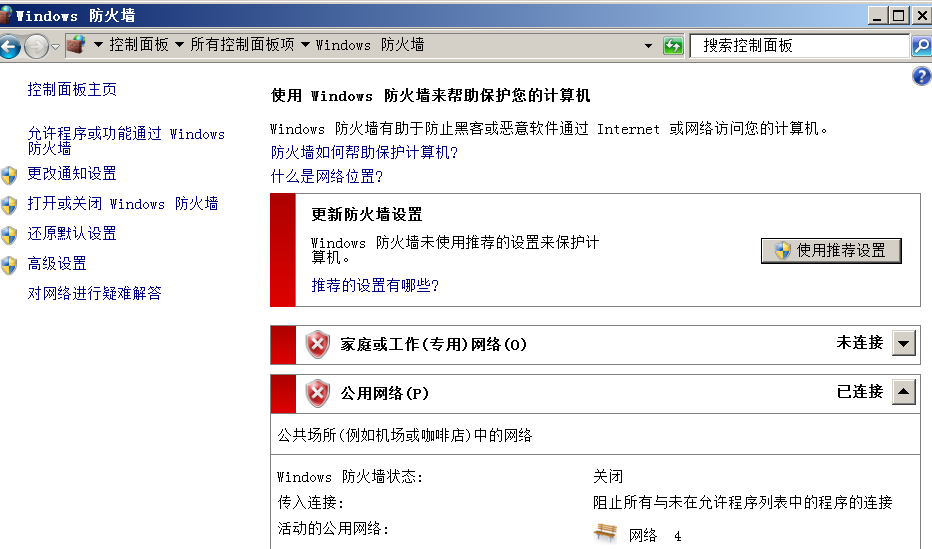 Windows 防火墙
控制面板 所有控制面板项 Windows 防火墙
搜索控制面板
控制面板主页
允许程序或功能通过 Windows
防火墙
更改通知设置
打开或关闭 Windows 防火墙
还原默认设置
高级设置
对网络进行疑难解答
使用 Windows 防火墙来帮助保护您的计算机
Windows 防火墙有助于防止黑客或恶意软件通过 Internet 或网络访问您的计算机。
防火墙如何帮助保护计算机?
什么是网络位置?
更新防火墙设置
Windows 防火墙未使用推荐的设置来保护计
算机。
使用推荐设置
推荐的设置有哪些?
家庭或工作(专用)网络(O) 未连接
公用网络(P) 已连接
公共场所(例如机场或咖啡店)中的网络
Windows 防火墙状态: 关闭
传入连接: 阻止所有与未在允许程序列表中的程序的连接
活动的公用网络: 网络 4